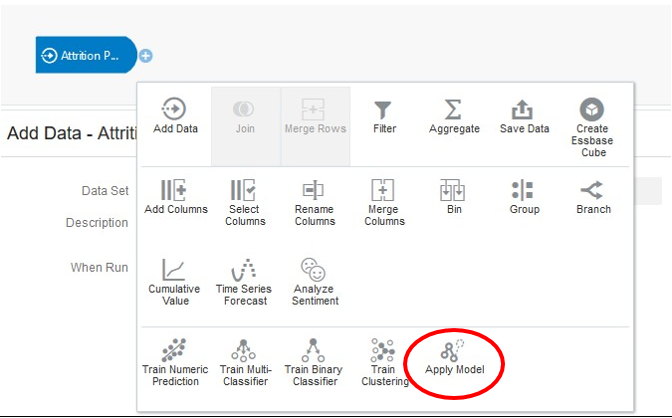 Attrition P...
Add Data
Join
Merge Rows
Filter
Aggregate
Save Data
Create
Essbase
Cube
Add Data - Attriti
Data Set
Add Columns
Select
Columns
Rename
Columns
Merge
Columns
Bin
Group
Branch
Description
When Run
Cumulative
Value
Time Series
Forecast
Analyze
Sentiment
Train Numeric
Prediction
Train Multi-
Classifier
Train Binary
Classifier
Train
Clustering
Apply Model